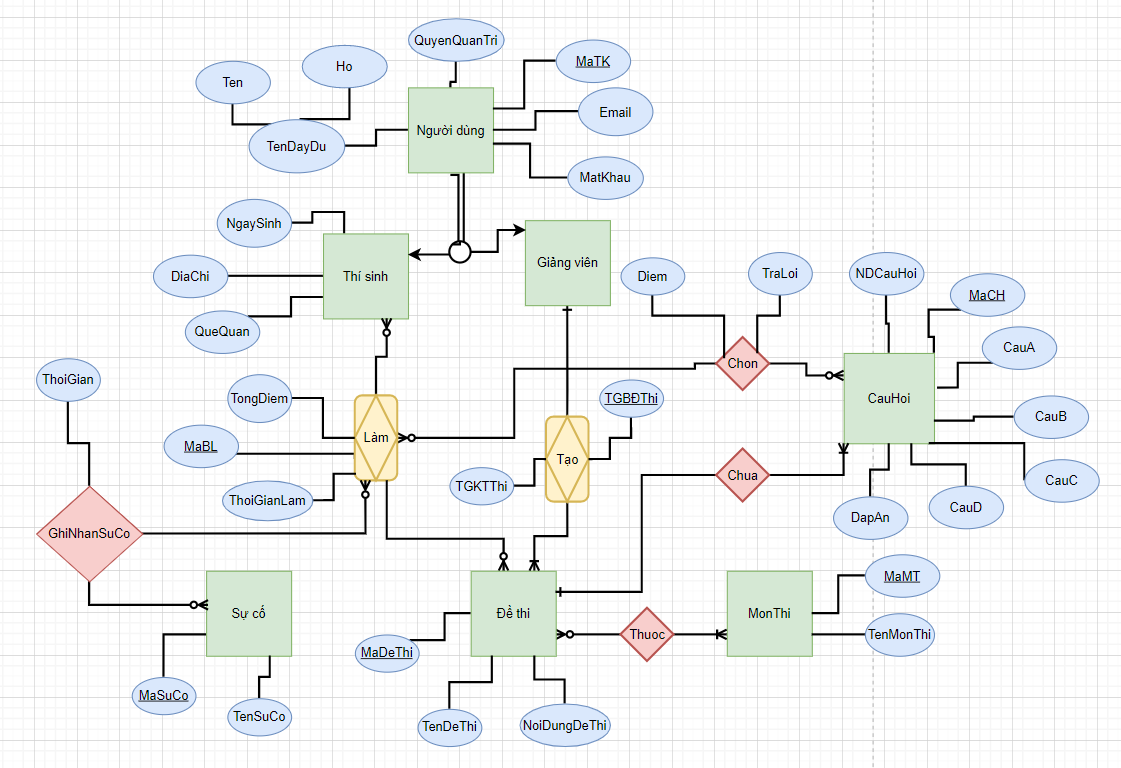 QuyenQuanTri
MaTK
Ho
Ten
Email
Người dùng
TenDayDu
MatKhau
NgaySinh
Giảng viên
Thí sinh
DiaChi
QueQuan
Diem
TraLoi
NDCauHoi
MaCH
CauA
Chon
ThoiGian
TongDiem
TGBĐThi
CauHoi
CauB
Làm
MaBL
Tạo
Chua
CauC
TGKTThi
ThoiGianLam
CauD
DapAn
GhiNhanSuCo
MaMT
Sự cố
Đề thi
MonThi
Thuoc
TenMonThi
MaDeThi
MaSuCo
TenSuCo
TenDeThi
NoiDungDeThi